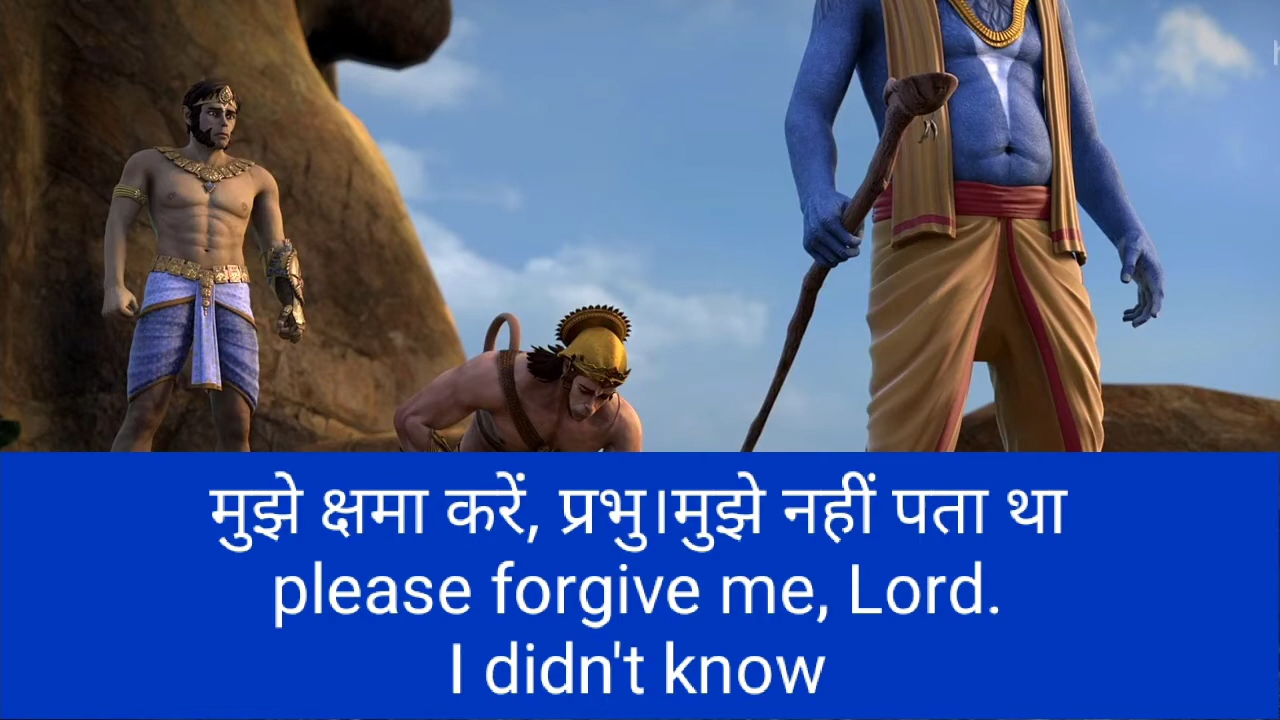 मुझे क्षमा करें, प्रभु।मुझे नहीं पता था
please forgive me, Lord.
I didn't know